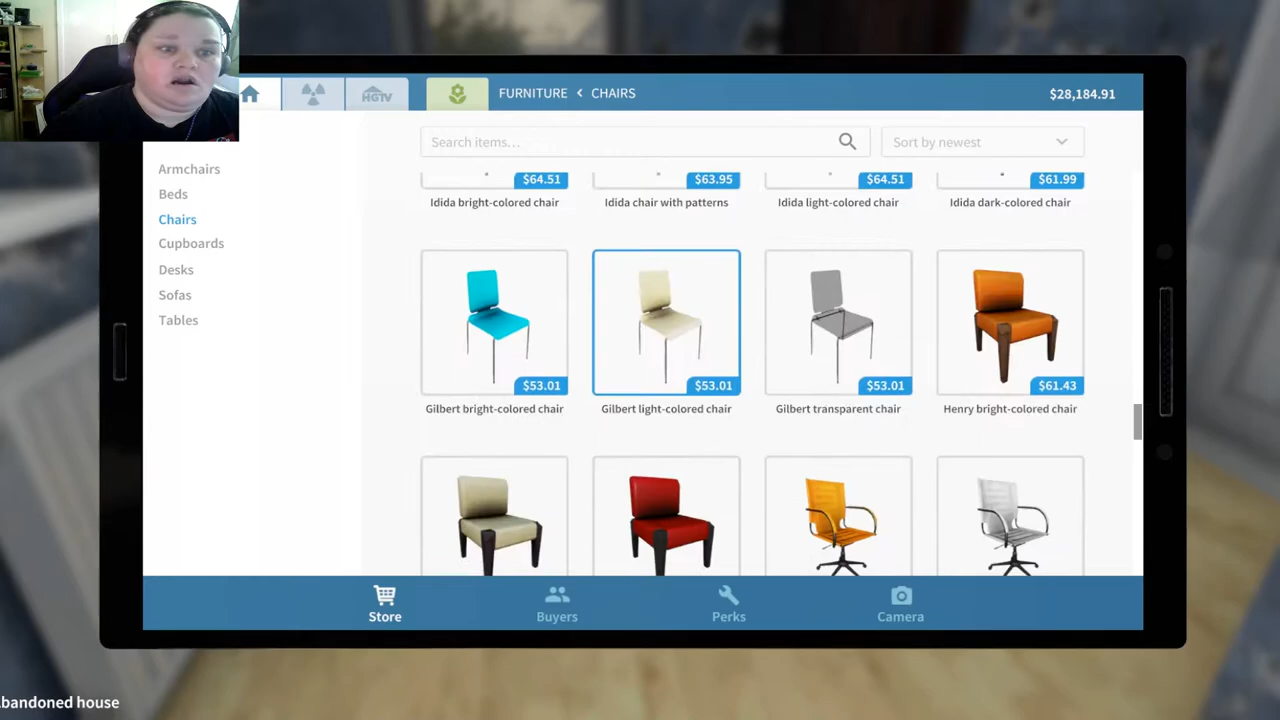 HGTV
FURNITURE < CHAIRS
$28,184.91
Search items...
Sort by newest
Armchairs
Beds
Chairs
Cupboards
Desks
Sofas
Tables
$64.51
$63.95
$64.51
$61.99
Idida bright-colored chair
Idida chair with patterns
Idida light-colored chair
Idida dark-colored chair
$53.01
$53.01
$53.01
$61.43
Gilbert bright-colored chair
Gilbert light-colored chair
Gilbert transparent chair
Henry bright-colored chair
Store
Buyers
Perks
Camera
bandoned house